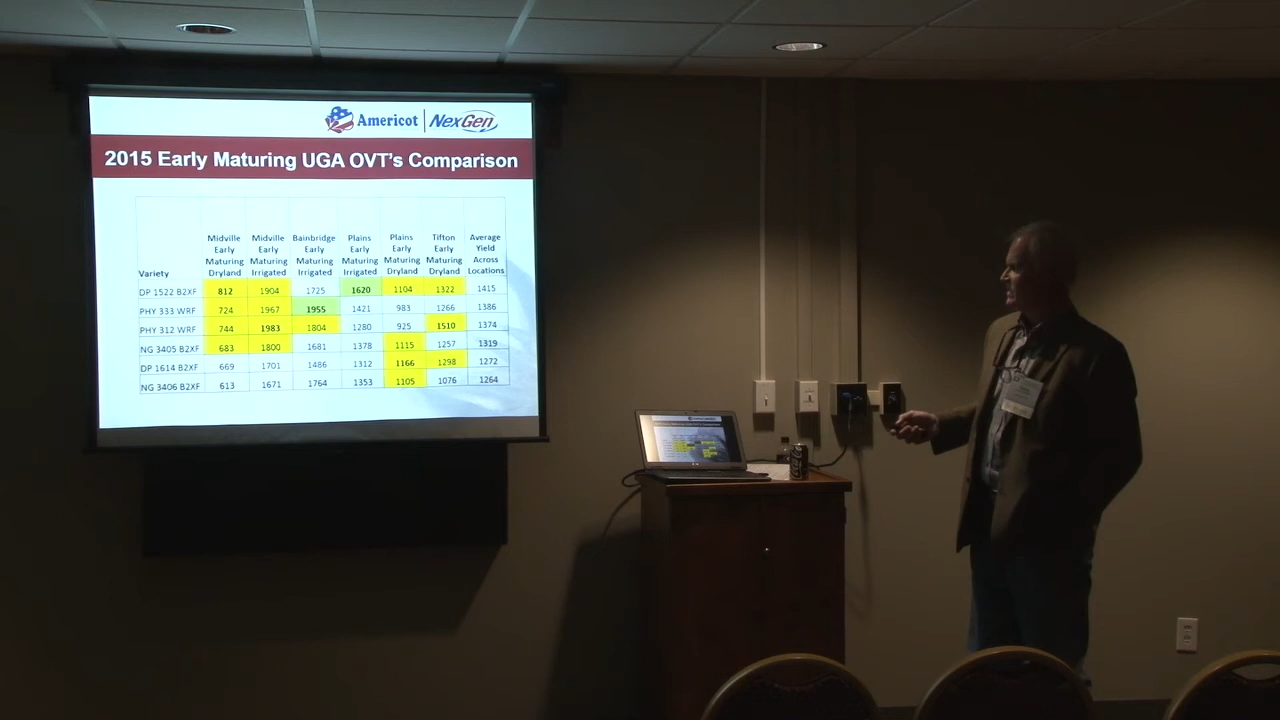 Americot NexGen
2015 Early Maturing UGA OVT's Comparison
Variety Midville Early Maturing Dryland Midville Early Maturing Irrigated Bainbridge Early Maturing Irrigated Plains Early Maturing Irrigated Plains Early Maturing Dryland Tifton Early Maturing Dryland Average Yield Across Locations
DP 1522 B2XF 812 1904 1725 1620 1104 1322 1415
PHY 333 WRF 724 1967 1955 1421 983 1266 1386
PHY 312 WRF 744 1983 1804 1280 925 1510 1374
NG 3405 B2XF 683 1800 1681 1378 1115 1257 1319
DP 1614 B2XF 669 1701 1486 1312 1166 1298 1272
NG 3406 B2XF 613 1671 1764 1353 1105 1076 1264